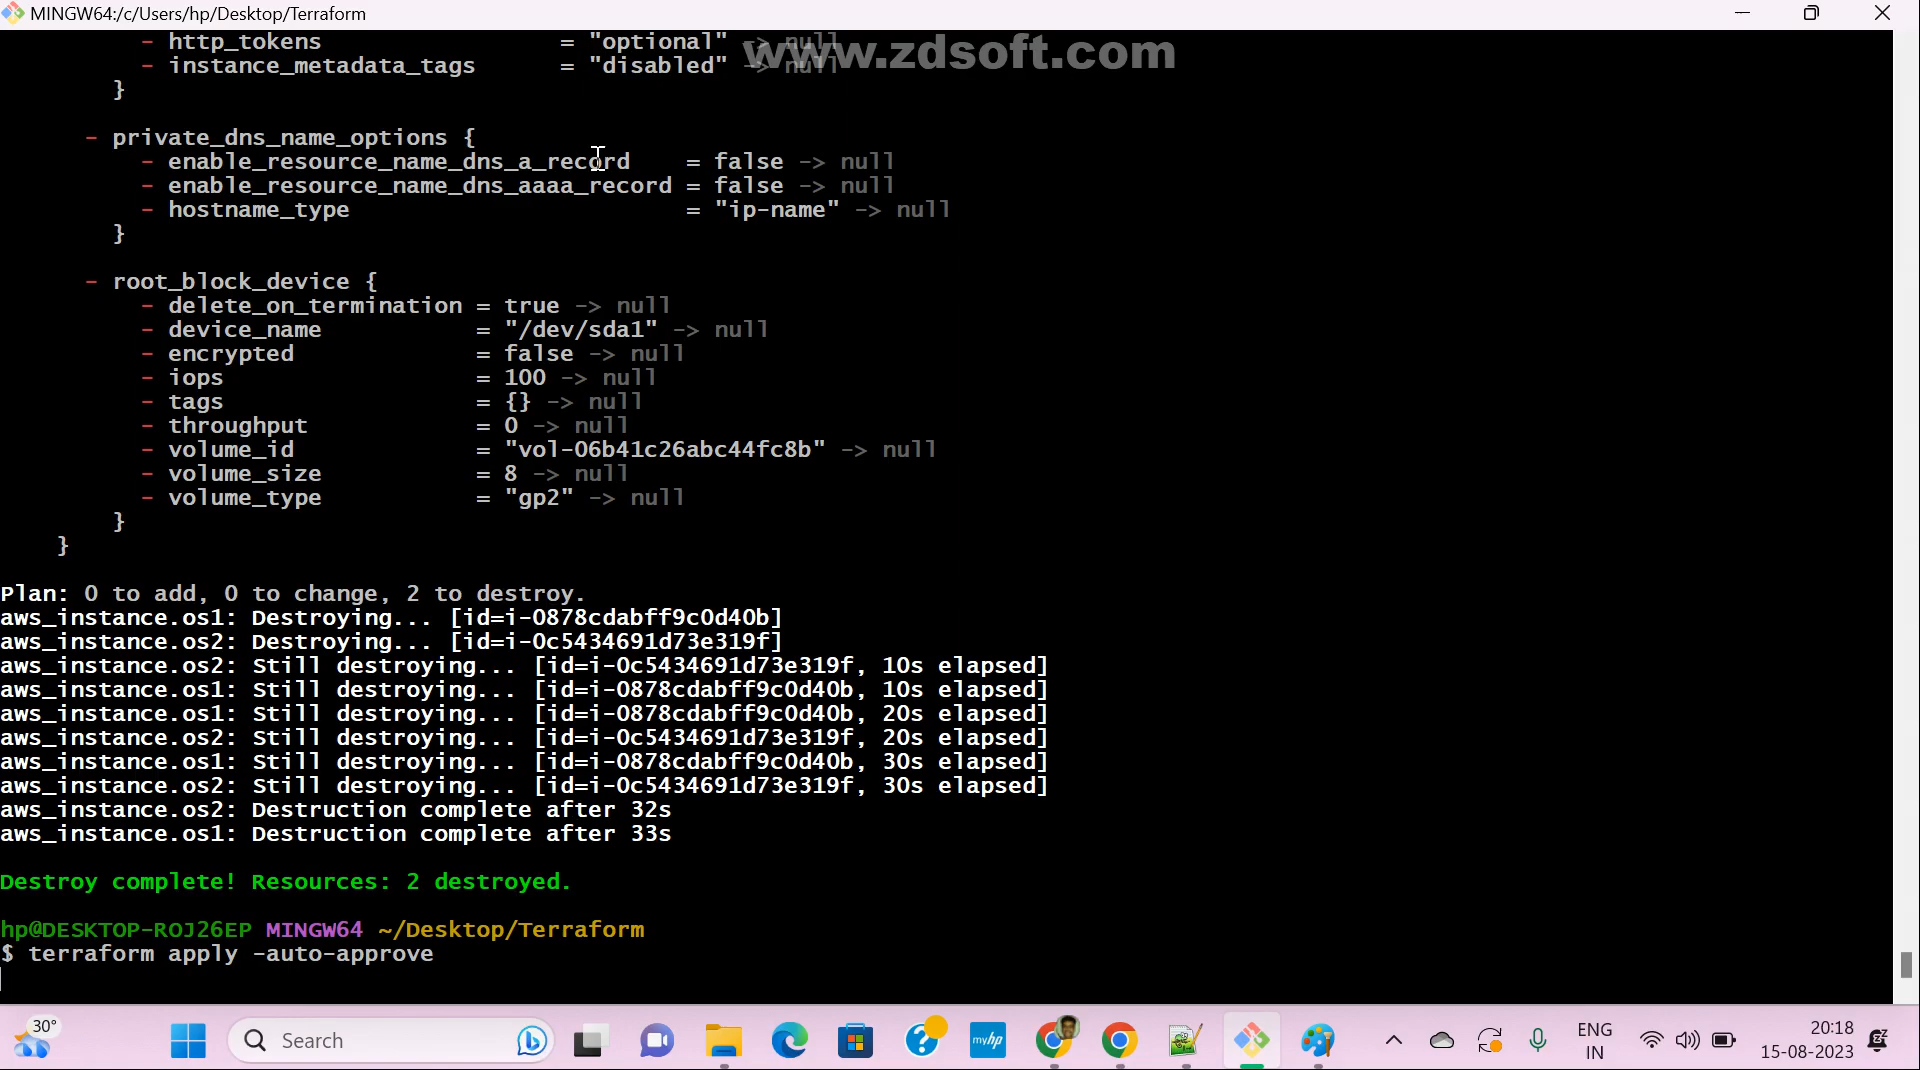 MINGW64:/c/Users/hp/Desktop/Terraform
- http_tokens = "optional" -> null
www.zdsoft.com
- instance_metadata_tags = "disabled" -> null
}
- private_dns_name_options {
- enable_resource_name_dns_a_record = false -> null
- enable_resource_name_dns_aaaa_record = false -> null
- hostname_type = "ip-name" -> null
}
- root_block_device {
- delete_on_termination = true -> null
- device_name = "/dev/sda1" -> null
- encrypted = false -> null
- iops = 100 -> null
- tags = {} -> null
- throughput = 0 -> null
- volume_id = "vol-06b41c26abc44fc8b" -> null
- volume_size = 8 -> null
- volume_type = "gp2" -> null
}
}
Plan: 0 to add, 0 to change, 2 to destroy.
aws_instance.os1: Destroying... [id=i-0878cdabff9c0d40b]
aws_instance.os2: Destroying... [id=i-0c5434691d73e319f]
aws_instance.os2: Still destroying... [id=i-0c5434691d73e319f, 10s elapsed]
aws_instance.os1: Still destroying... [id=i-0878cdabff9c0d40b, 10s elapsed]
aws_instance.os1: Still destroying... [id=i-0878cdabff9c0d40b, 20s elapsed]
aws_instance.os2: Still destroying... [id=i-0c5434691d73e319f, 20s elapsed]
aws_instance.os1: Still destroying... [id=i-0878cdabff9c0d40b, 30s elapsed]
aws_instance.os2: Still destroying... [id=i-0c5434691d73e319f, 30s elapsed]
aws_instance.os2: Destruction complete after 32s
aws_instance.os1: Destruction complete after 33s
Destroy complete! Resources: 2 destroyed.
hp@DESKTOP-ROJ26EP MINGW64 ~/Desktop/Terraform
$ terraform apply -auto-approve
30°
Search
myhp
ENG
IN
20:18
15-08-2023